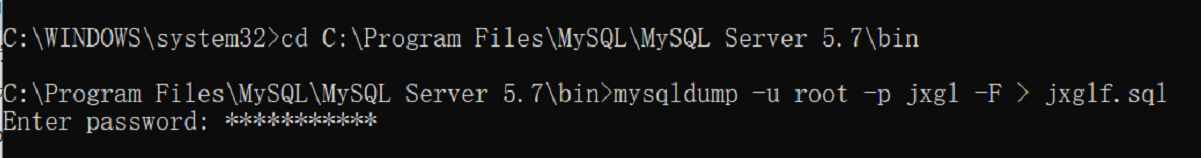 C:\WINDOWS\system32>cd C:\Program Files\MySQL\MySQL Server 5.7\bin
C:\Program Files\MySQL\MySQL Server 5.7\bin>mysqldump -u root -p jxgl -F > jxglf.sql
Enter password: ***********